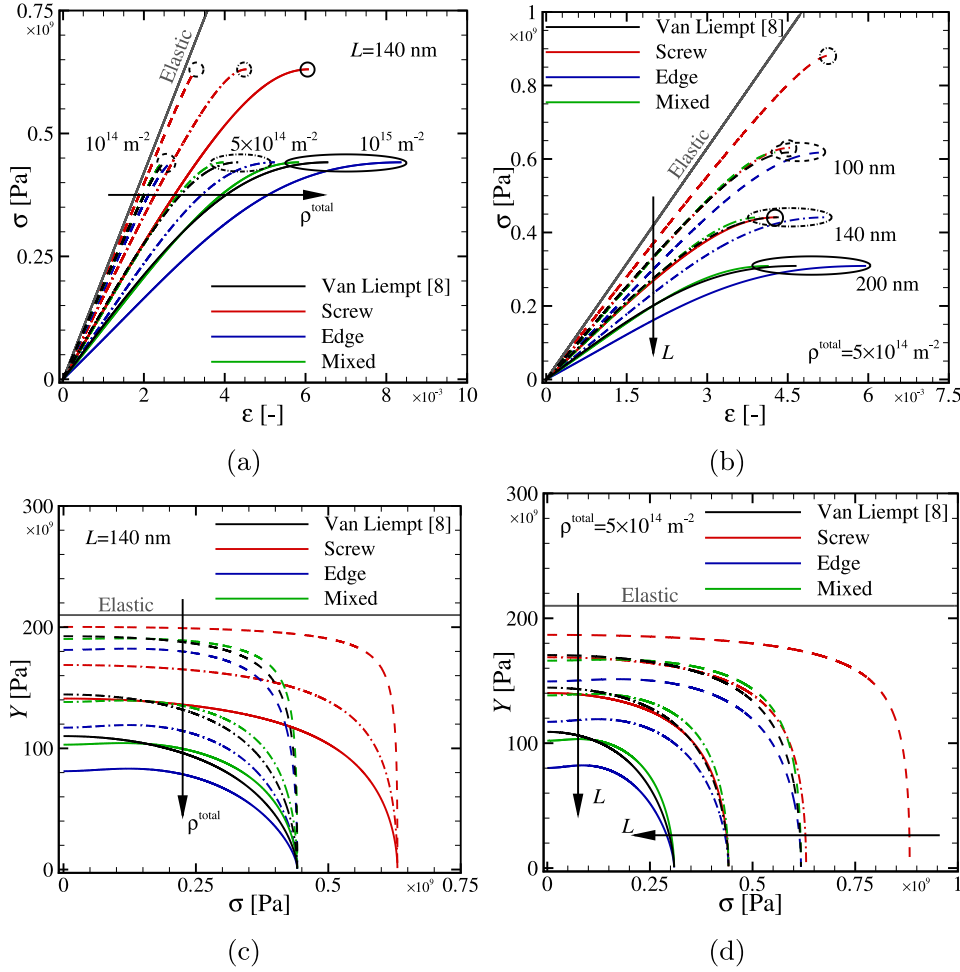 0.75
×10⁹
L=140 nm
Elastic
10¹⁴ m⁻²
5×10¹⁴ m⁻²
10¹⁵ m⁻²
ρᵗᵒᵗᵃˡ
0.5
0.25
0
σ [Pa]
Van Liempt [8]
Screw
Edge
Mixed
0 2 4 6 8 10
×10⁻³
ε [-]
(a)
1
×10⁹
Van Liempt [8]
Screw
Edge
Mixed
Elastic
100 nm
140 nm
200 nm
L
ρᵗᵒᵗᵃˡ=5×10¹⁴ m⁻²
0.8
0.6
0.4
0.2
0
σ [Pa]
0 1.5 3 4.5 6 7.5
×10⁻³
ε [-]
(b)
300
×10⁹
L=140 nm
Van Liempt [8]
Screw
Edge
Mixed
Elastic
ρᵗᵒᵗᵃˡ
200
100
0
Y [Pa]
0 0.25 0.5 0.75
×10⁹
σ [Pa]
(c)
300
×10⁹
ρᵗᵒᵗᵃˡ=5×10¹⁴ m⁻²
Van Liempt [8]
Screw
Edge
Mixed
Elastic
L
L
200
100
0
Y [Pa]
0 0.25 0.5 0.75 1
×10⁹
σ [Pa]
(d)